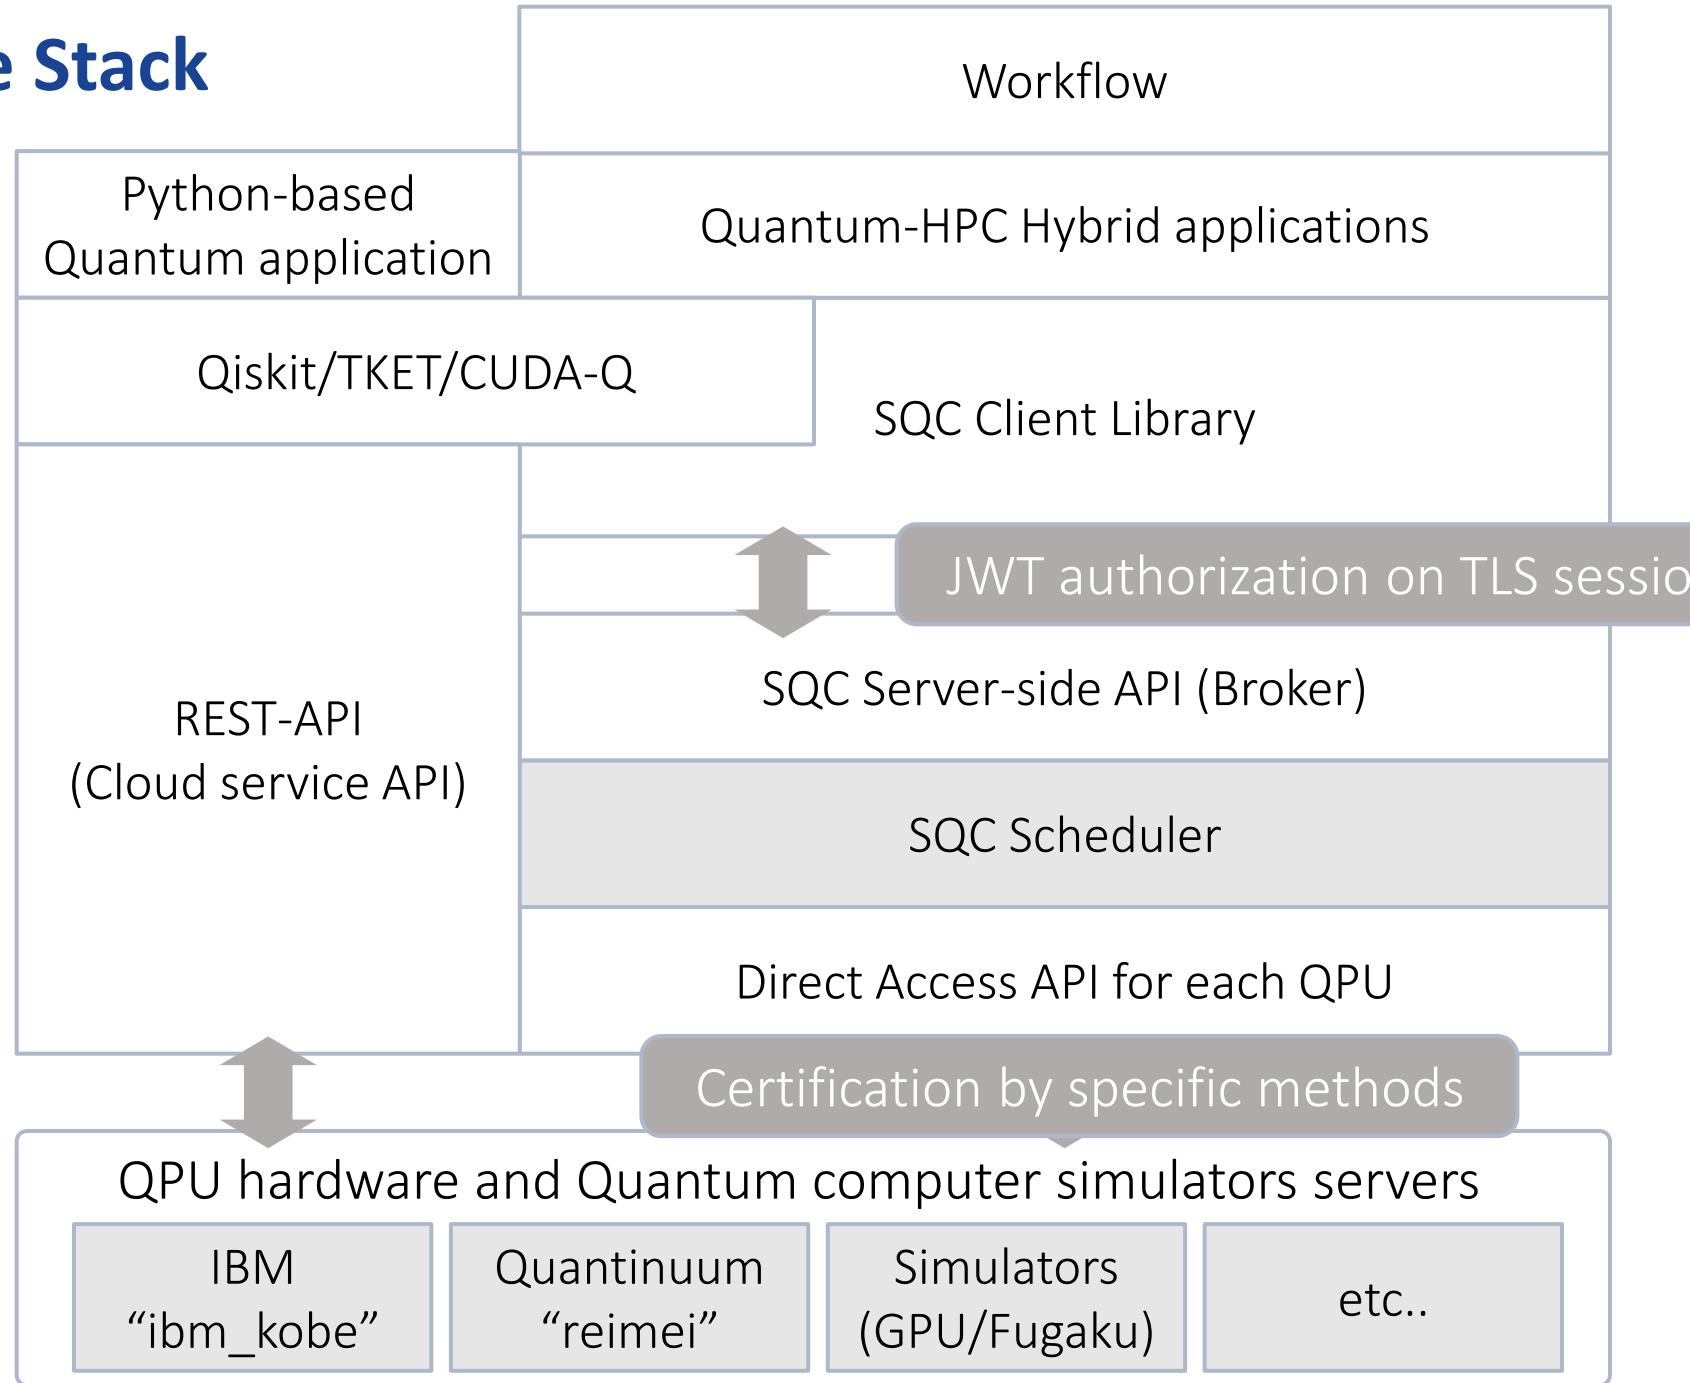 e Stack
Workflow
Python-based
Quantum application
Quantum-HPC Hybrid applications
Qiskit/TKET/CUDA-Q
SQC Client Library
JWT authorization on TLS sessio
REST-API
(Cloud service API)
SQC Server-side API (Broker)
SQC Scheduler
Direct Access API for each QPU
Certification by specific methods
QPU hardware and Quantum computer simulators servers
IBM
“ibm_kobe”
Quantinuum
“reimei”
Simulators
(GPU/Fugaku)
etc..